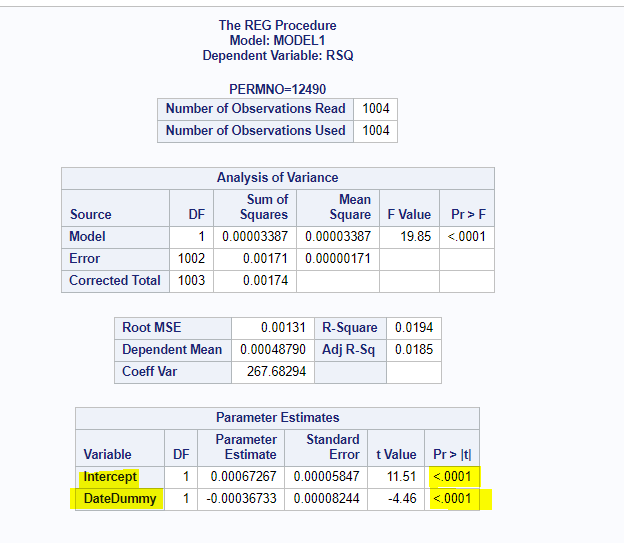 The REG Procedure
Model: MODEL1
Dependent Variable: RSQ
PERMNO=12490
Number of Observations Read 1004
Number of Observations Used 1004
Analysis of Variance
Source DF Sum of Squares Mean Square F Value Pr > F
Model 1 0.00003387 0.00003387 19.85 <.0001
Error 1002 0.00171 0.00000171
Corrected Total 1003 0.00174
Root MSE 0.00131 R-Square 0.0194
Dependent Mean 0.00048790 Adj R-Sq 0.0185
Coeff Var 267.68294
Parameter Estimates
Variable DF Parameter Estimate Standard Error t Value Pr > |t|
Intercept 1 0.00067267 0.00005847 11.51 <.0001
DateDummy 1 -0.00036733 0.00008244 -4.46 <.0001